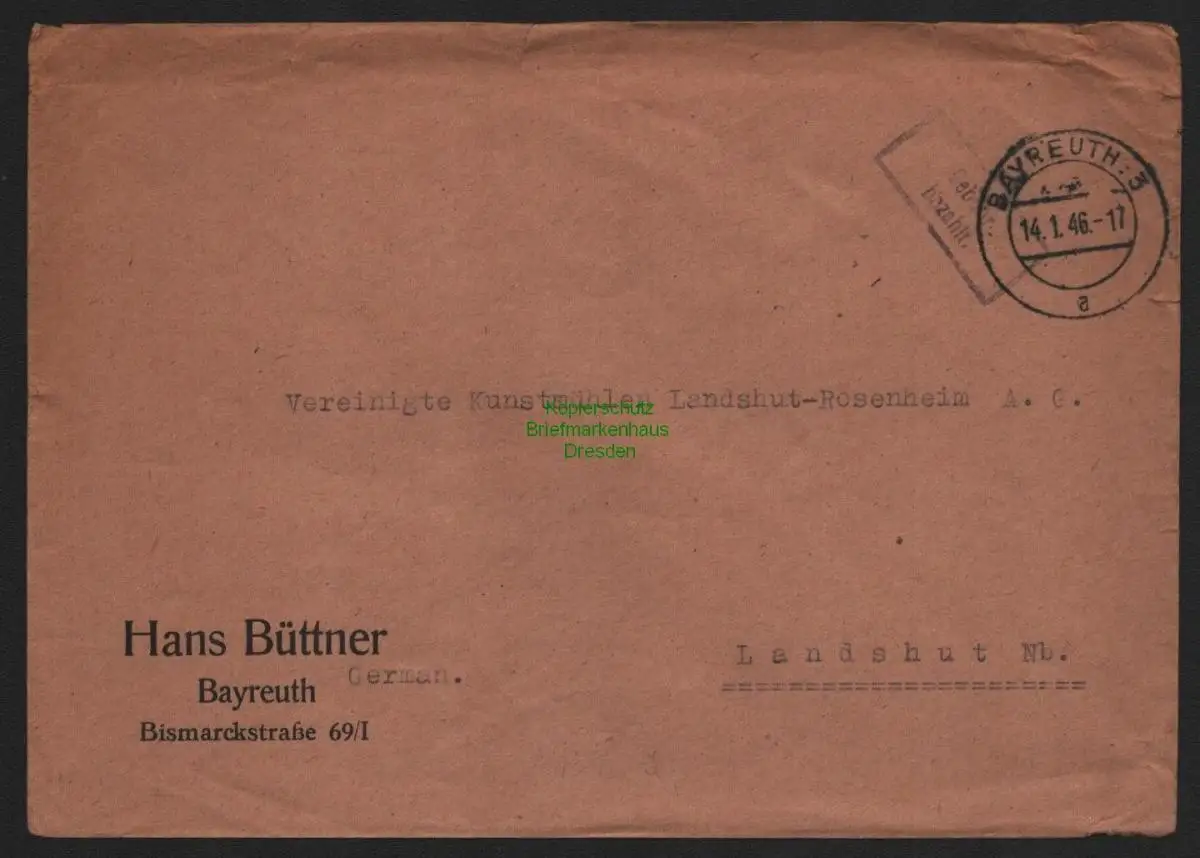 BAYREUTH 3
14.1.46.-17
a
bezahlt.
Vereinigte Kunstmühlen Landshut-Rosenheim A. G.
Kopierschutz
Briefmarkenhaus
Dresden
Hans Büttner
German.
Bayreuth
Bismarckstraße 69/I
Landshut Nb.